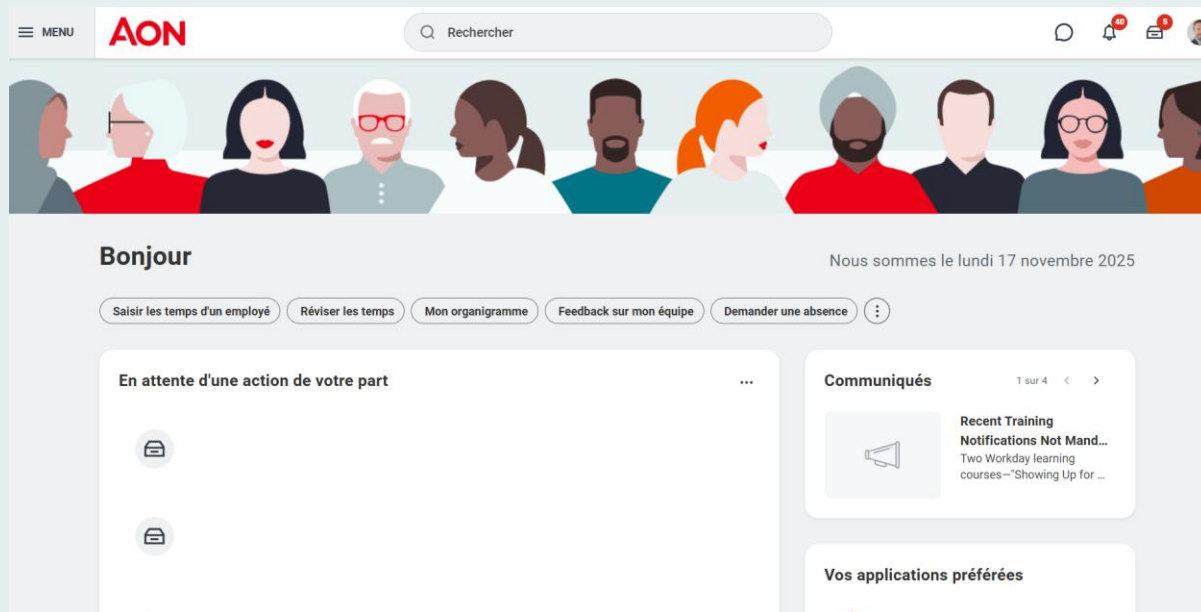 MENU
AON
Rechercher
40
5
Bonjour
Nous sommes le lundi 17 novembre 2025
Saisir les temps d'un employé
Réviser les temps
Mon organigramme
Feedback sur mon équipe
Demander une absence
En attente d'une action de votre part
Communiqués
1 sur 4
Recent Training
Notifications Not Mand...
Two Workday learning
courses—"Showing Up for ...
Vos applications préférées